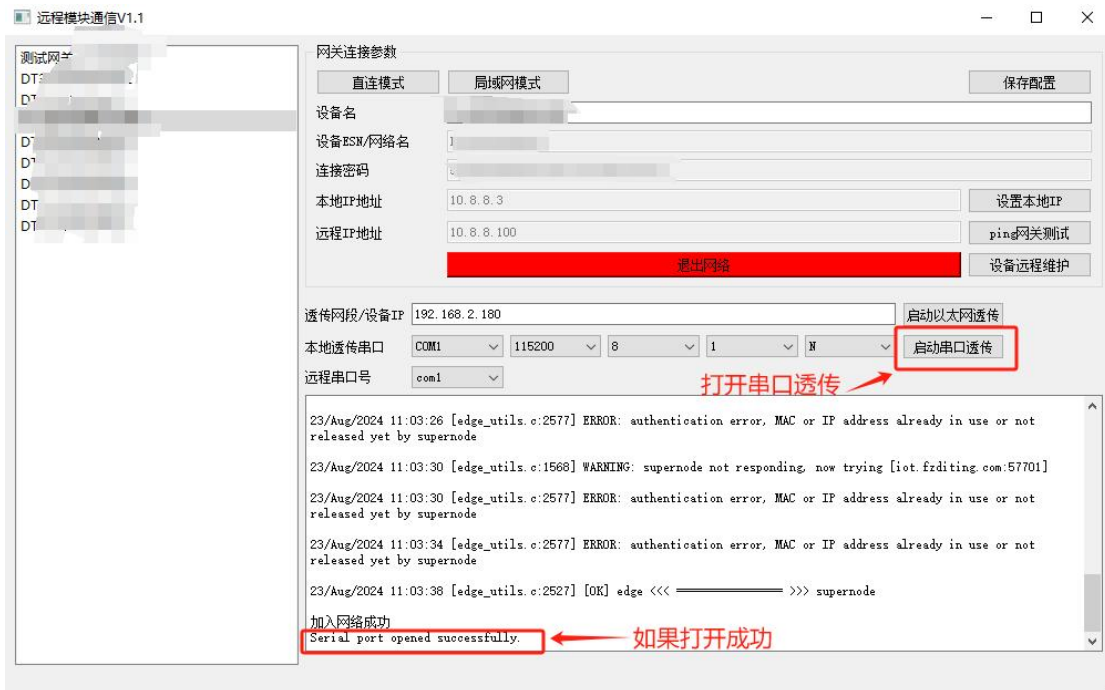 远程模块通信V1.1
测试网关
DT
DT
DT
DT
D
DT
DT
网关连接参数
直连模式 局域网模式 保存配置
设备名
设备ESN/网络名
连接密码
本地IP地址 10.8.8.3 设置本地IP
远程IP地址 10.8.8.100 ping网关测试
退出网络 设备远程维护
透传网段/设备IP 192.168.2.180 启动以太网透传
本地透传串口 COM1 115200 8 1 N 启动串口透传
远程串口号 com1
打开串口透传
23/Aug/2024 11:03:26 [edge_utils.c:2577] ERROR: authentication error, MAC or IP address already in use or not
released yet by supernode
23/Aug/2024 11:03:30 [edge_utils.c:1568] WARNING: supernode not responding, now trying [iot.fzditing.com:57701]
23/Aug/2024 11:03:30 [edge_utils.c:2577] ERROR: authentication error, MAC or IP address already in use or not
released yet by supernode
23/Aug/2024 11:03:34 [edge_utils.c:2577] ERROR: authentication error, MAC or IP address already in use or not
released yet by supernode
23/Aug/2024 11:03:38 [edge_utils.c:2527] [OK] edge <<< ================ >>> supernode
加入网络成功
Serial port opened successfully.
如果打开成功